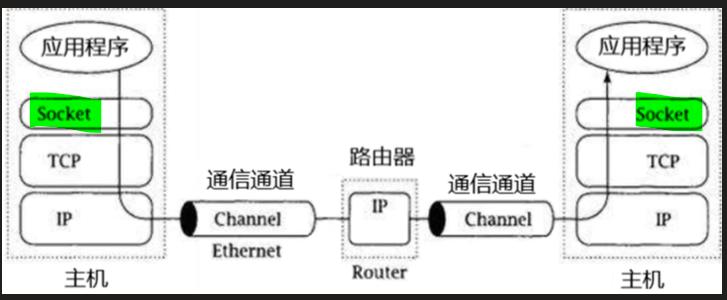 应用程序
Socket
TCP
IP
主机
通信通道
Channel
Ethernet
路由器
IP
Router
通信通道
Channel
应用程序
Socket
TCP
IP
主机